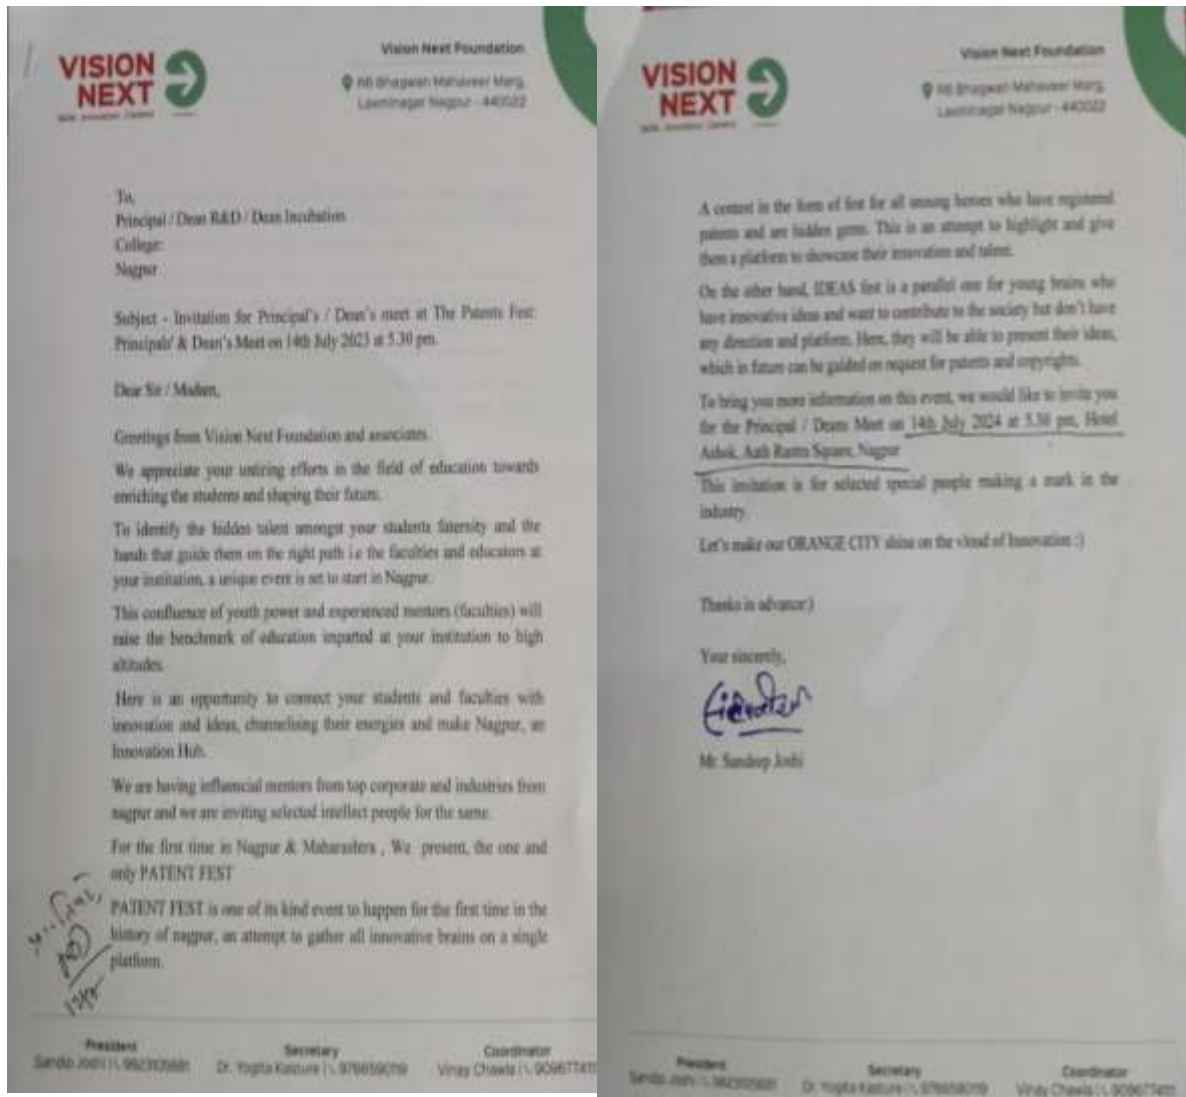 VISION
NEXT
Vision Next Foundation
Bhagwan Mahaveer Marg,
Laxminagar Nagpur - 440022
To,
Principal / Dean R&D / Dean Incubation
College:
Nagpur
Subject - Invitation for Principal's / Dean's meet at The Patents Fest:
Principals' & Dean's Meet on 14th July 2023 at 5.30 pm.
Dear Sir / Madam,
Greetings from Vision Next Foundation and associates.
We appreciate your untiring efforts in the field of education towards
enriching the students and shaping their future.
To identify the hidden talent amongst your students fraternity and the
hands that guide them on the right path i.e the faculties and educators at
your institution, a unique event is set to start in Nagpur.
This confluence of youth power and experienced mentors (faculties) will
raise the benchmark of education imparted at your institution to high
altitudes.
Here is an opportunity to connect your students and faculties with
innovation and ideas, channelising their energies and make Nagpur, an
Innovation Hub.
We are having influencial mentors from top corporate and industries from
nagpur and we are inviting selected intellect people for the same.
For the first time in Nagpur & Maharashtra , We present, the one and
only PATENT FEST
PATENT FEST is one of its kind event to happen for the first time in the
history of nagpur, an attempt to gather all innovative brains on a single
platform.
President
Secretary
Coordinator
Sandip Joshi
Dr. Yogita Kasture
Vinay Chawla
VISION
NEXT
Vision Next Foundation
Bhagwan Mahaveer Marg,
Laxminagar Nagpur - 440022
A contest in the form of fest for all unsung heroes who have registered
patents and are hidden gems. This is an attempt to highlight and give
them a platform to showcase their innovation and talent.
On the other hand, IDEAS fest is a parallel one for young brains who
have innovative ideas and want to contribute to the society but don't have
any direction and platform. Here, they will be able to present their ideas,
which in future can be guided on request for patents and copyrights.
To bring you more information on this event, we would like to invite you
for the Principal / Deans Meet on 14th July 2024 at 5.30 pm, Hotel
Ashok, Aath Rasta Square, Nagpur
This invitation is for selected special people making a mark in the
industry.
Let's make our ORANGE CITY shine on the cloud of Innovation :)
Thanks in advance:)
Your sincerely,
Mr. Sandeep Joshi
President
Secretary
Coordinator
Sandip Joshi
Dr. Yogita Kasture
Vinay Chawla